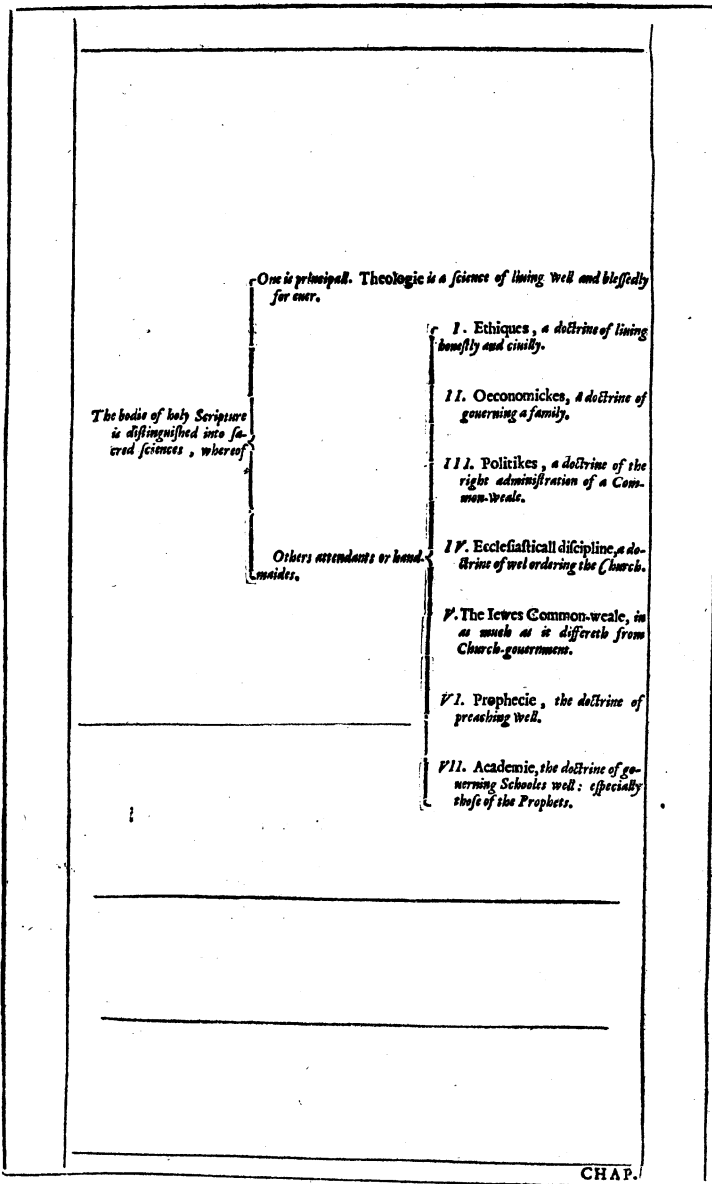 One is principall. Theologie is a ſcience of liuing well and bleſſedly
for euer.
The bodie of holy Scripture
is diſtinguiſhed into ſa-
cred ſciences, whereof
Others attendants or hand-
maides.
I. Ethiques, a doctrine of liuing
honeſtly and ciuilly.
II. Oeconomickes, a doctrine of
gouerning a family.
III. Politikes, a doctrine of the
right adminiſtration of a Com-
mon-weale.
IV. Eccleſiaſticall diſcipline, a do-
ctrine of wel ordering the Church.
V. The Iewes Common-weale, in
as much as it differeth from
Church-gouernment.
VI. Prophecie, the doctrine of
preaching well.
VII. Academie, the doctrine of go-
uerning Schooles well: eſpecially
thoſe of the Prophets.
CHAP.